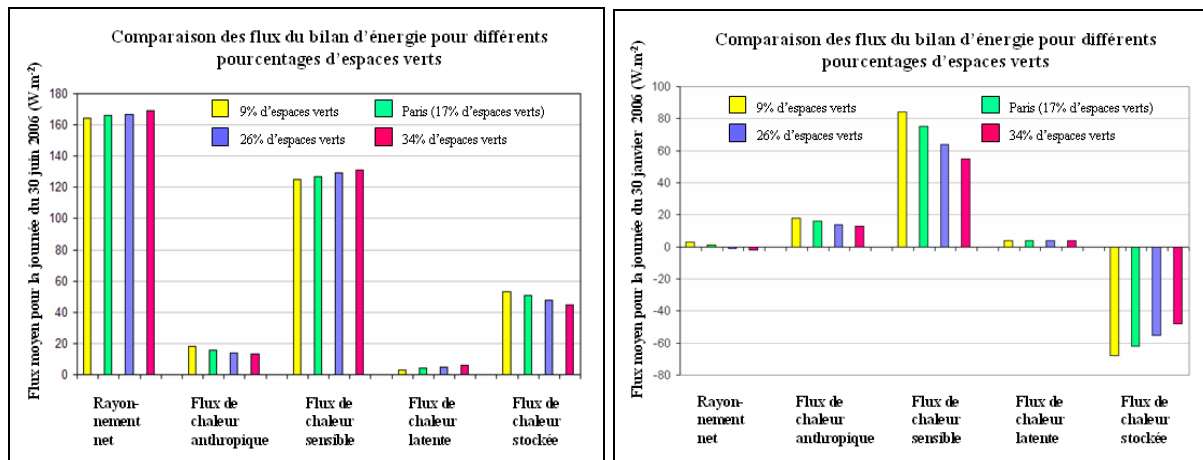 Comparaison des flux du bilan d'énergie pour différents
pourcentages d'espaces verts
Flux moyen pour la journée du 30 juin 2006 (W.m-²)
180
160
140
120
100
80
60
40
20
0
9% d'espaces verts
Paris (17% d'espaces verts)
26% d'espaces verts
34% d'espaces verts
Rayon-
nement
net
Flux de
chaleur
anthropique
Flux de
chaleur
sensible
Flux de
chaleur
latente
Flux de
chaleur
stockée
Comparaison des flux du bilan d'énergie pour différents
pourcentages d'espaces verts
Flux moyen pour la journée du 30 janvier 2006 (W.m-²)
100
80
60
40
20
0
-20
-40
-60
-80
9% d'espaces verts
Paris (17% d'espaces verts)
26% d'espaces verts
34% d'espaces verts
Rayon-
nement
net
Flux de
chaleur
anthropique
Flux de
chaleur
sensible
Flux de
chaleur
latente
Flux de
chaleur
stockée